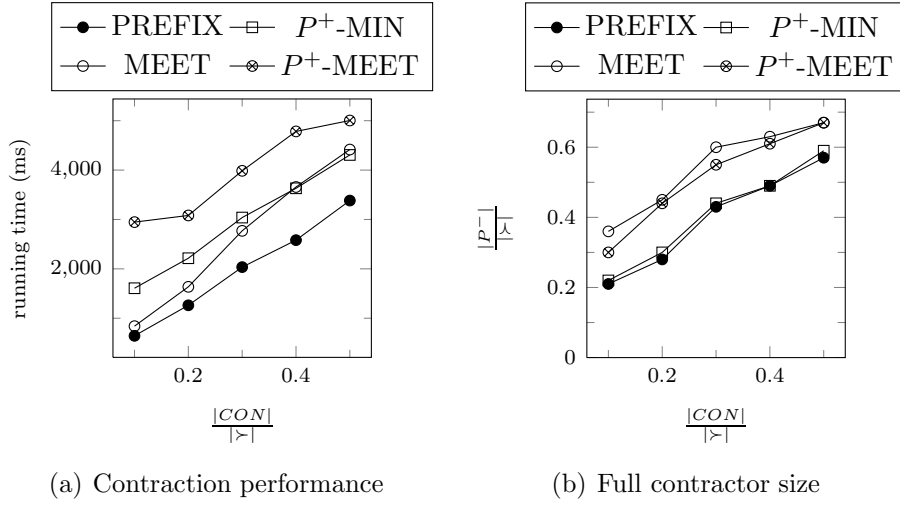 PREFIX P⁺-MIN
MEET P⁺-MEET
4,000
2,000
running time (ms)
0.2 0.4
|CON|
|≻|
(a) Contraction performance
PREFIX P⁺-MIN
MEET P⁺-MEET
0.6
0.4
0.2
0
|P⁻|
|≻|
0.2 0.4
|CON|
|≻|
(b) Full contractor size